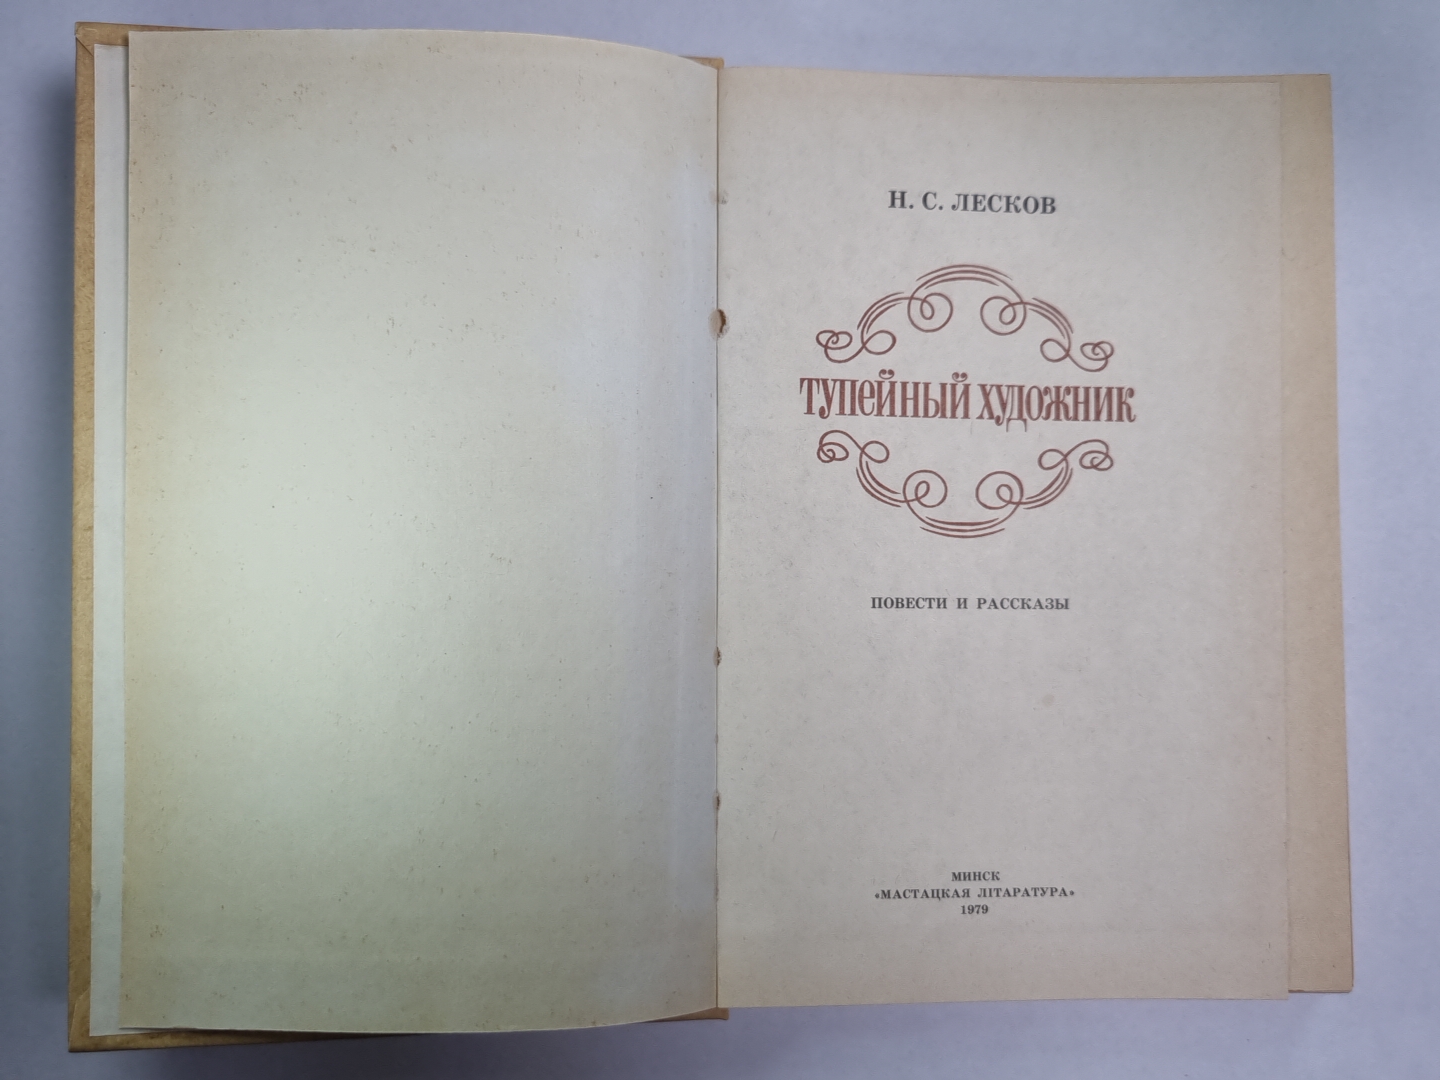 Н. С. ЛЕСКОВ
ТУПЕЙНЫЙ ХУДОЖНИК
ПОВЕСТИ И РАССКАЗЫ
МИНСК
«МАСТАЦКАЯ ЛІТАРАТУРА»
1979